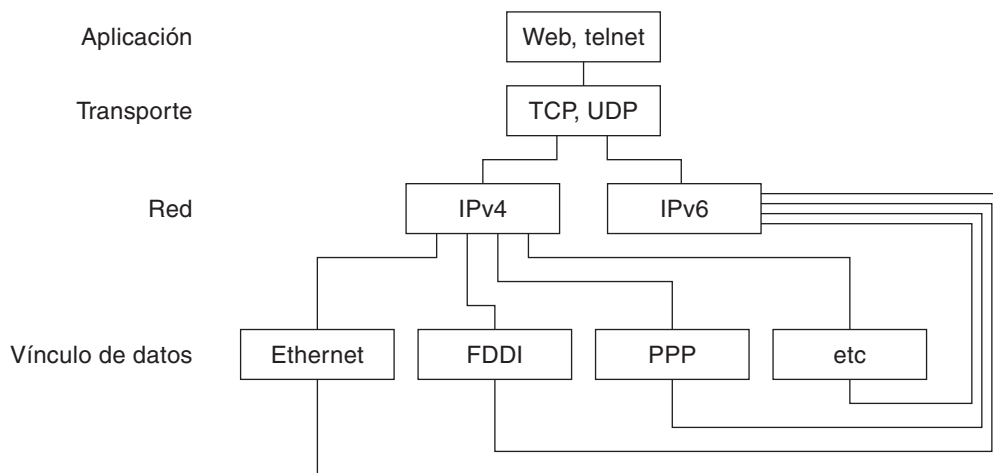 Aplicación
Web, telnet
Transporte
TCP, UDP
Red
IPv4
IPv6
Vínculo de datos
Ethernet
FDDI
PPP
etc